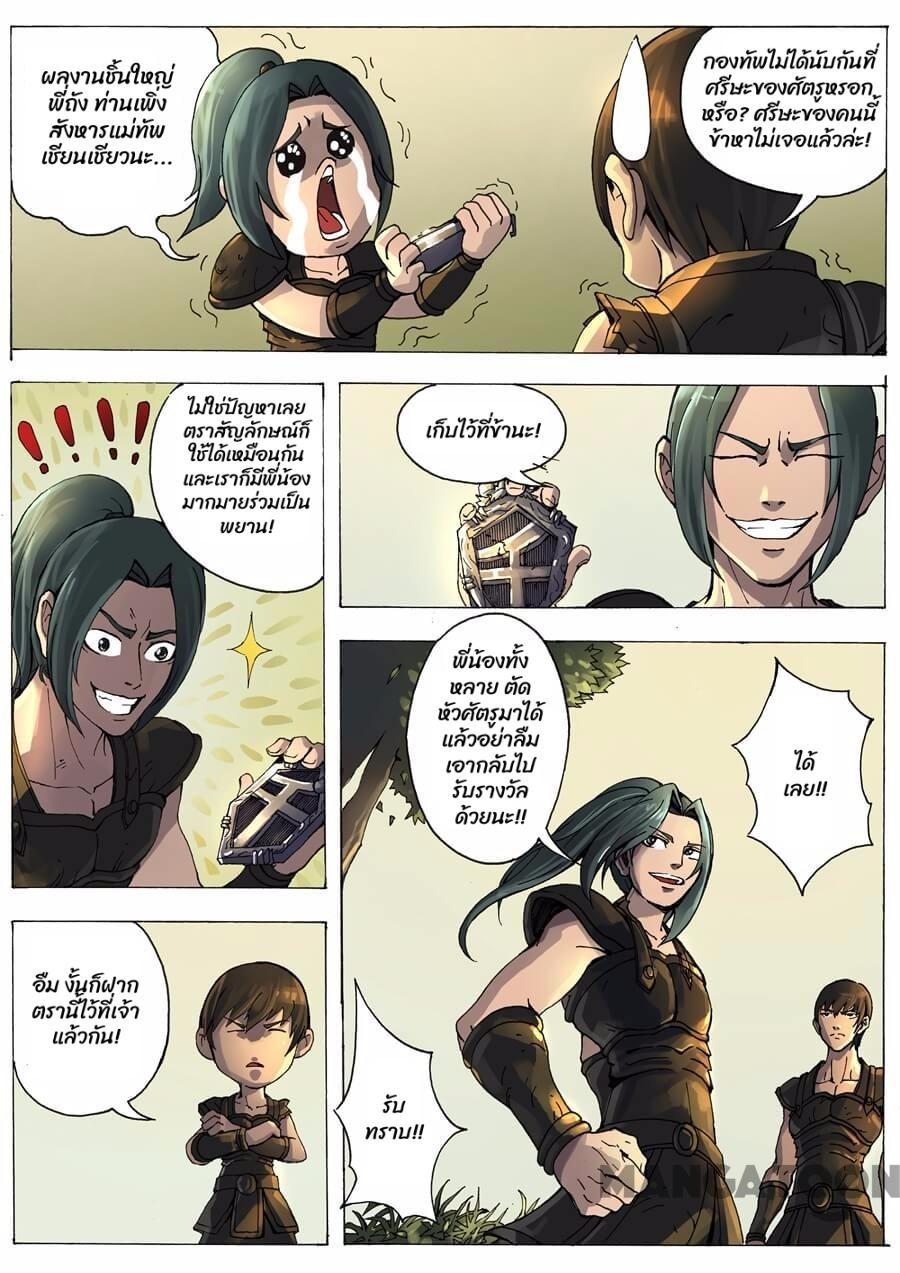 ผลงานชิ้นใหญ่
พี่ถัง ท่านเพิ่ง
สังหารแม่ทัพ
เชียนเชียวนะ...
กองทัพไม่ได้นับกันที่
ศรีษะของศัตรูหรอก
หรือ? ศรีษะของคนนี้
ข้าหาไม่เจอแล้วล่ะ!
!!!!
ไม่ใช่ปัญหาเลย
ตราสัญลักษณ์ก็
ใช้ได้เหมือนกัน
และเราก็มีพี่น้อง
มากมายร่วมเป็น
พยาน!
เก็บไว้ที่ข้านะ!
อืม งั้นก็ฝาก
ตรานี้ไว้ที่เจ้า
แล้วกัน!
พี่น้องทั้ง
หลาย ตัด
หัวศัตรูมาได้
แล้วอย่าลืม
เอากลับไป
รับรางวัล
ด้วยนะ!!
ได้
เลย!!
รับ
ทราบ!!
MANGATOON